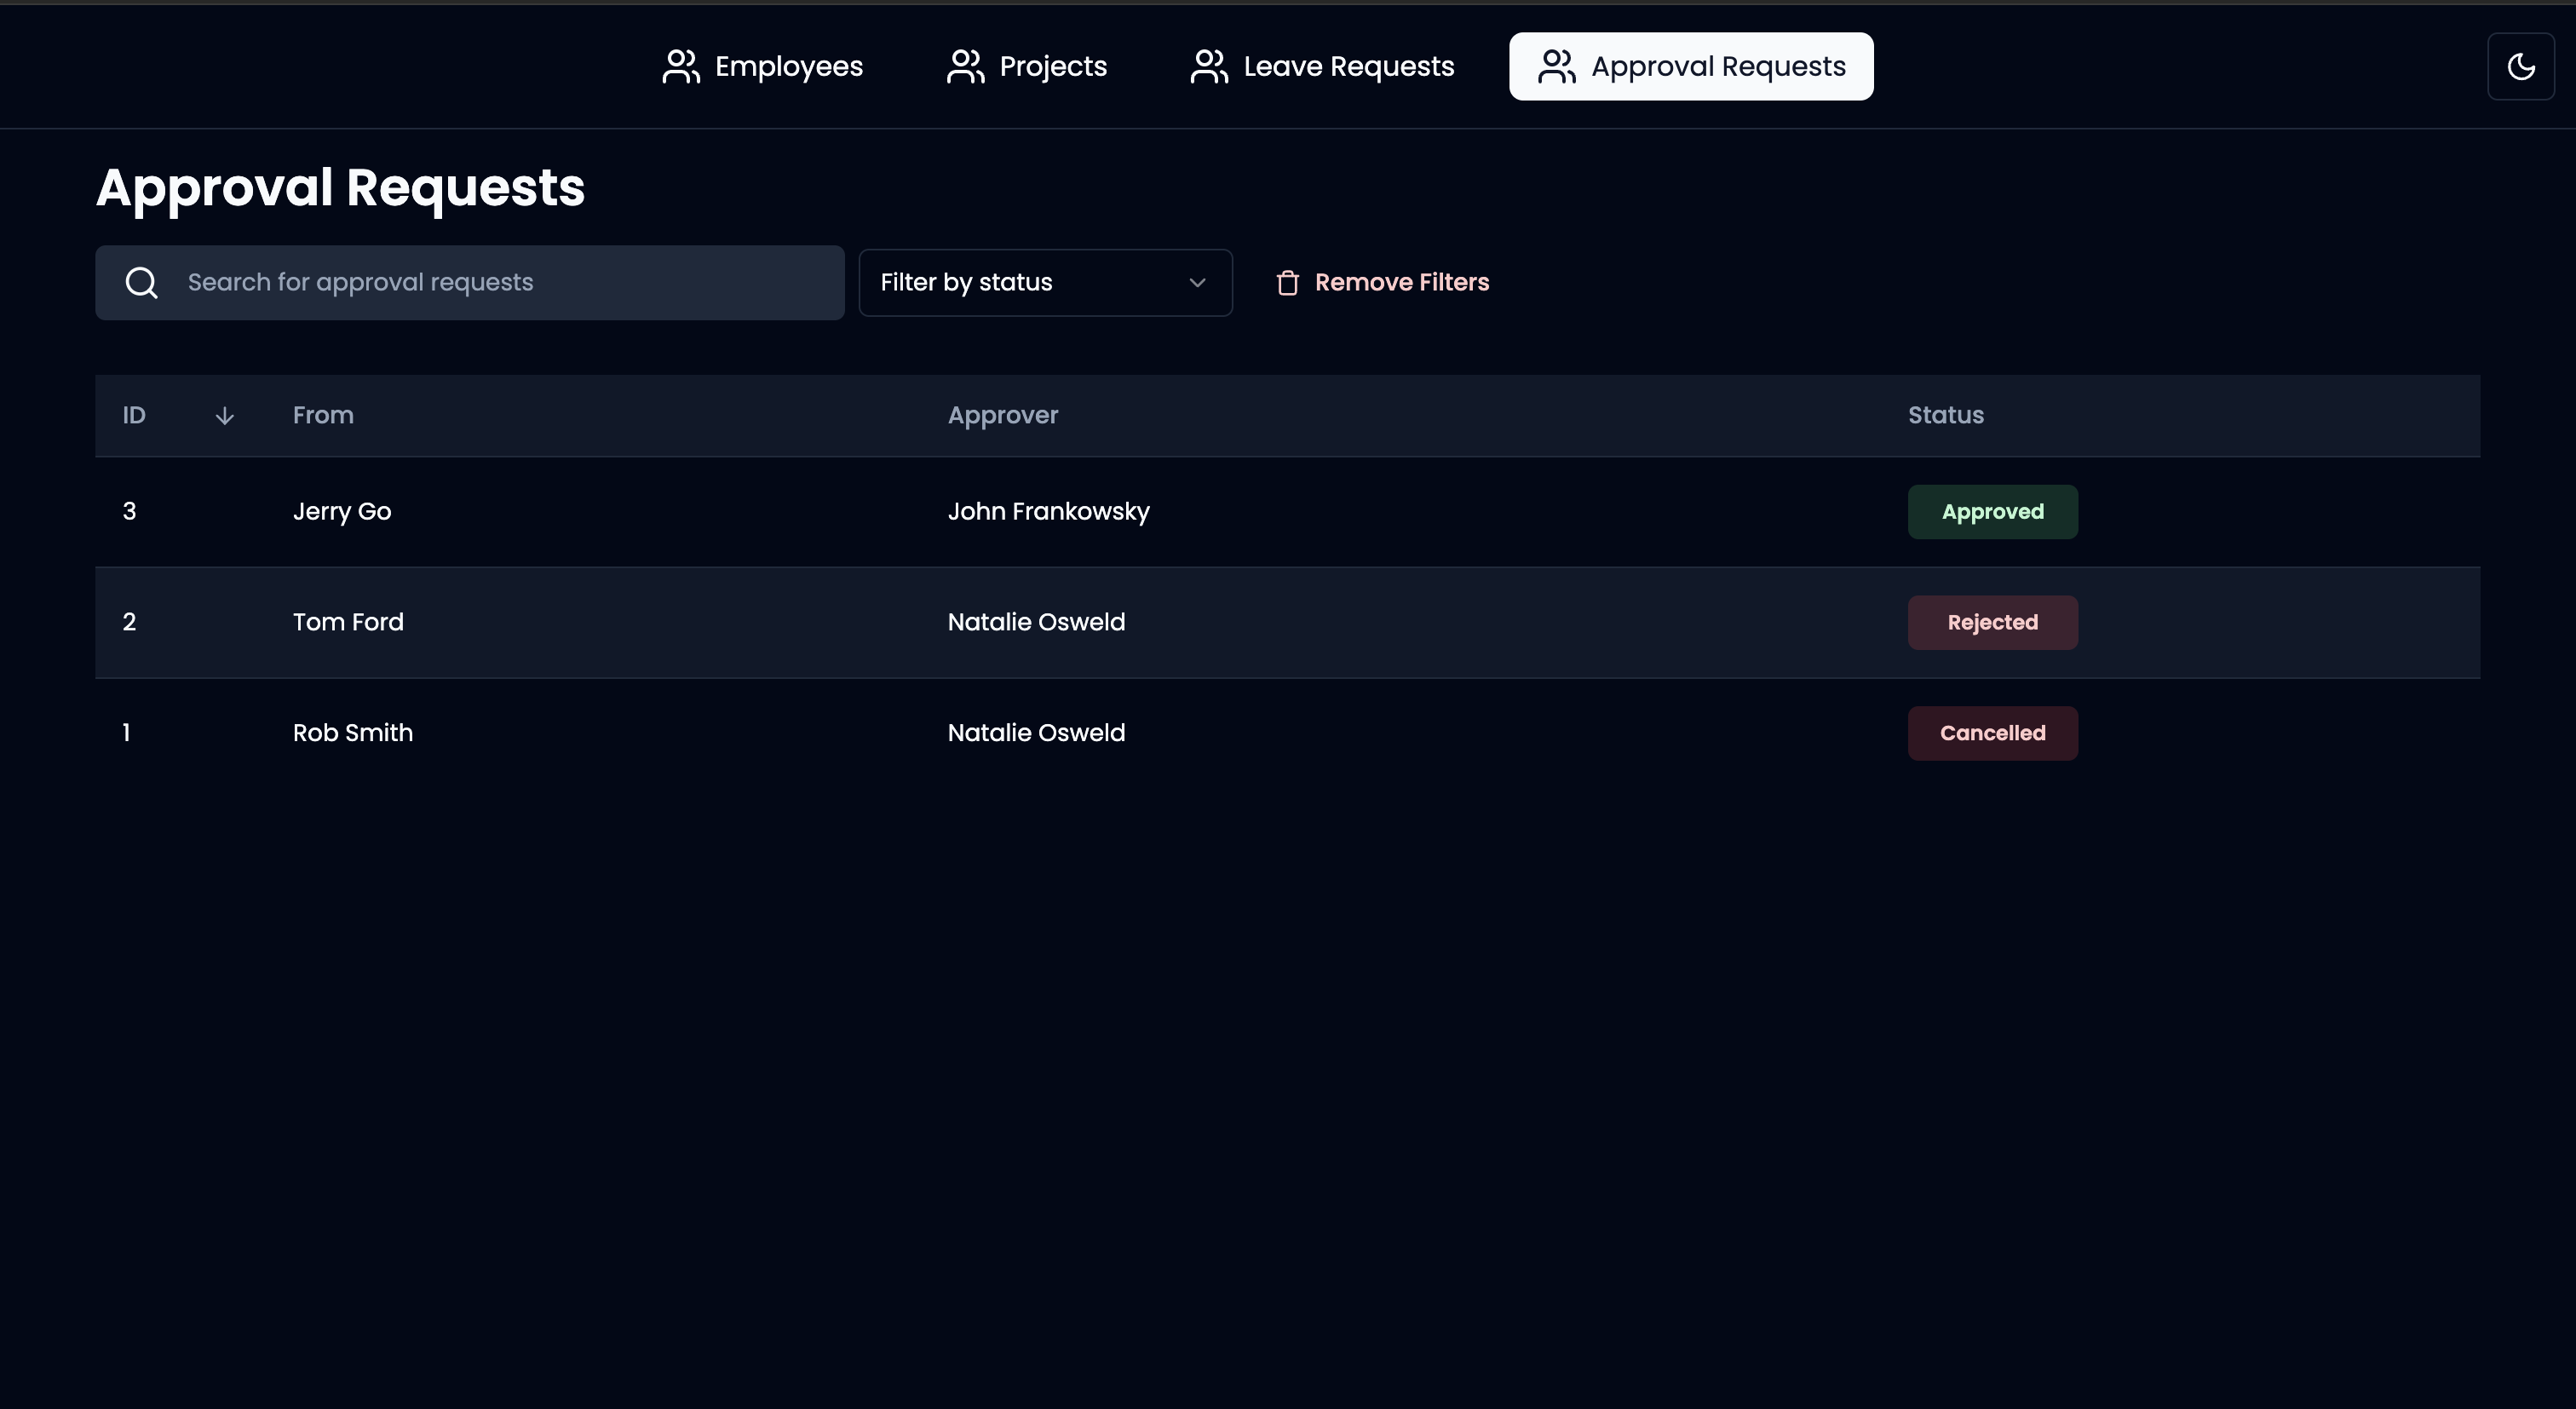 Employees Projects Leave Requests Approval Requests
Approval Requests
Search for approval requests Filter by status Remove Filters
ID From Approver Status
3 Jerry Go John Frankowsky Approved
2 Tom Ford Natalie Osweld Rejected
1 Rob Smith Natalie Osweld Cancelled